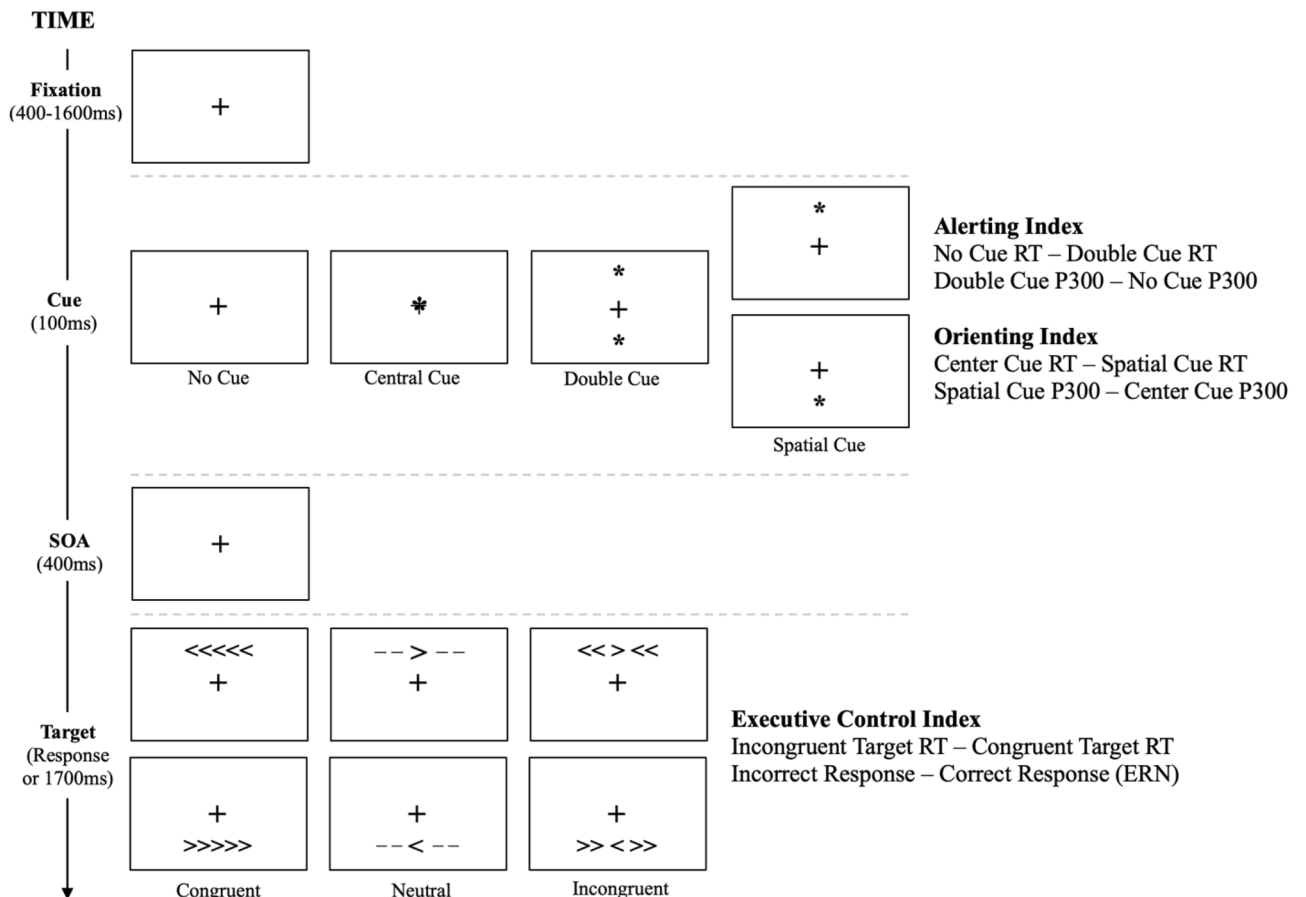 TIME
Fixation
(400-1600ms)
+
*
+
Alerting Index
No Cue RT – Double Cue RT
Double Cue P300 – No Cue P300
Cue
(100ms)
+
+
*
*
+
*
No Cue
Central Cue
Double Cue
+
*
Spatial Cue
Orienting Index
Center Cue RT – Spatial Cue RT
Spatial Cue P300 – Center Cue P300
SOA
(400ms)
+
Target
(Response
or 1700ms)
<<<<<
+
-- > --
+
<< > <<
+
+
>>>>>
+
-- < --
+
>> < >>
Congruent
Neutral
Incongruent
Executive Control Index
Incongruent Target RT – Congruent Target RT
Incorrect Response – Correct Response (ERN)